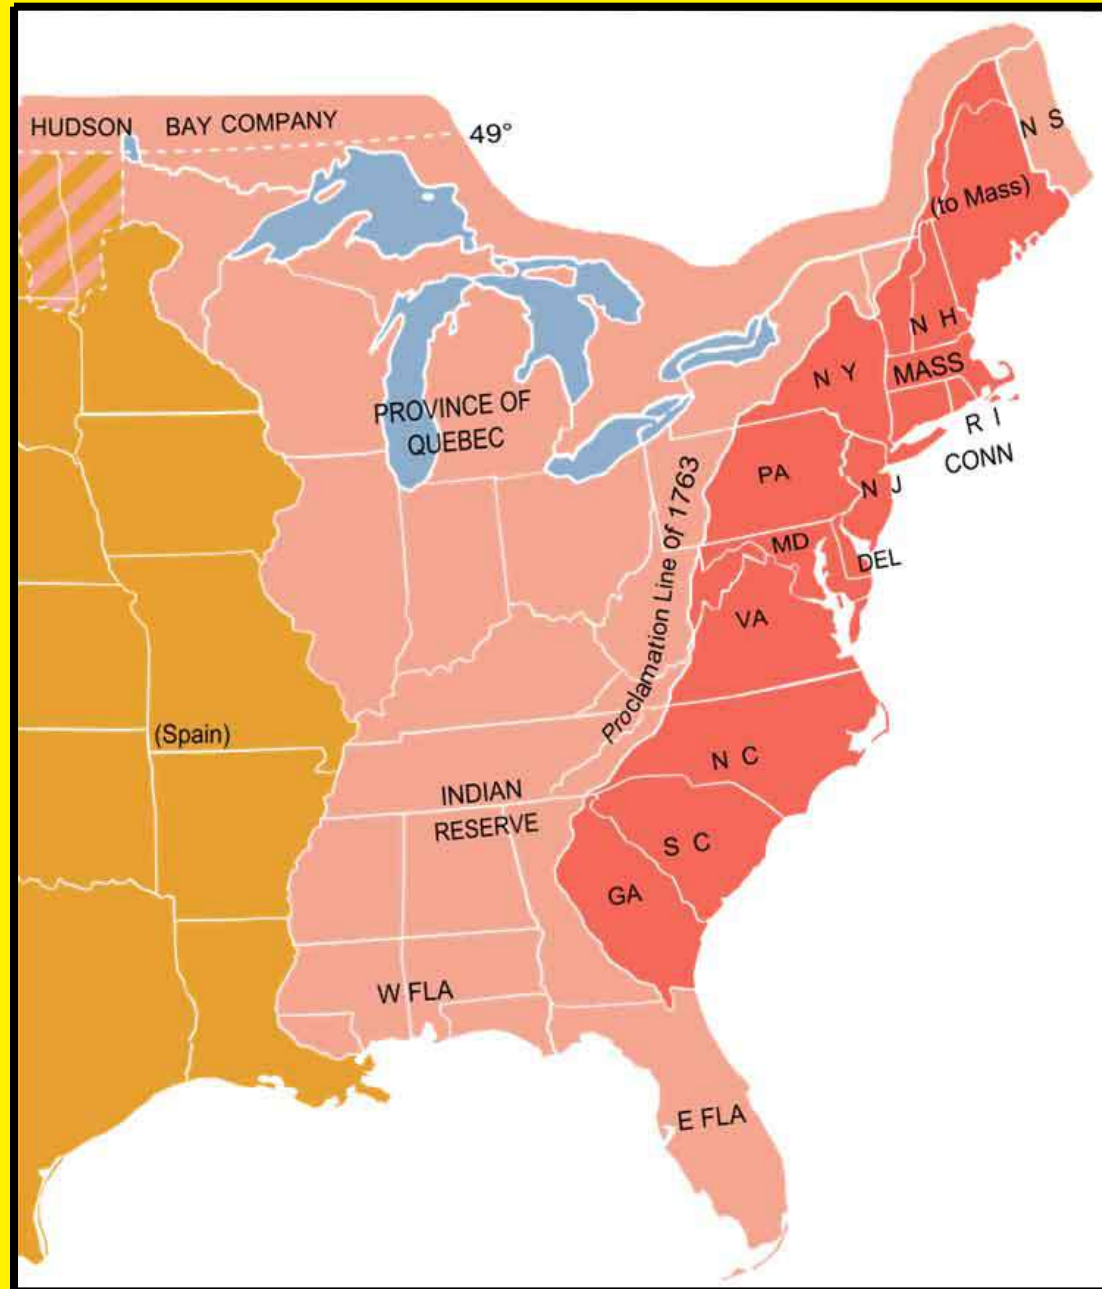 HUDSON BAY COMPANY
49°
N S
(to Mass)
N H
N Y
MASS
PROVINCE OF
QUEBEC
R I
CONN
PA
N J
Proclamation Line of 1763
MD
DEL
VA
(Spain)
N C
INDIAN
RESERVE
S C
GA
W FLA
E FLA